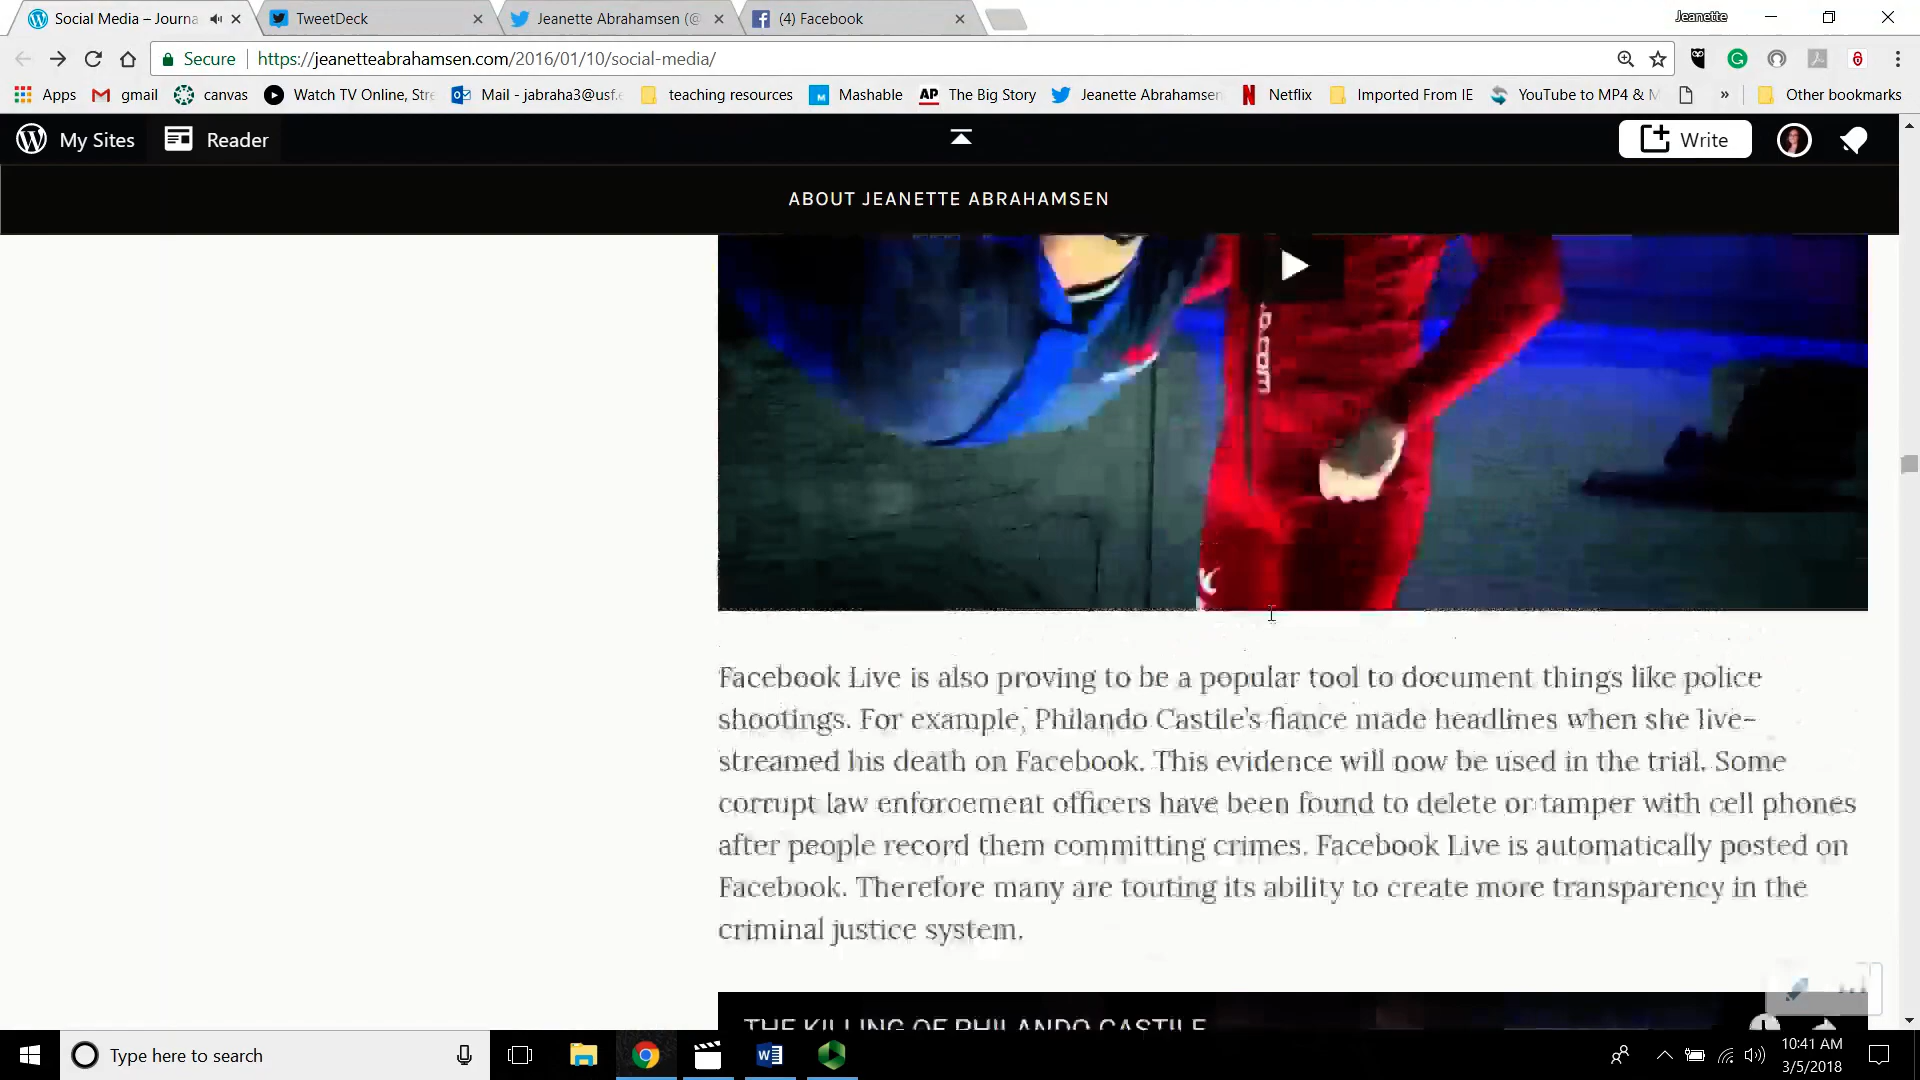 Social Media – Journa
TweetDeck
Jeanette Abrahamsen (@
(4) Facebook
Jeanette
Secure
https://jeanetteabrahamsen.com/2016/01/10/social-media/
Apps
gmail
canvas
Watch TV Online, Stre
Mail - jabraha3@usf.e
teaching resources
Mashable
AP The Big Story
Jeanette Abrahamsen
Netflix
Imported From IE
YouTube to MP4 & M
»
Other bookmarks
My Sites
Reader
Write
ABOUT JEANETTE ABRAHAMSEN
o.com
Facebook Live is also proving to be a popular tool to document things like police
shootings. For example, Philando Castile's fiance made headlines when she live-
streamed his death on Facebook. This evidence will now be used in the trial. Some
corrupt law enforcement officers have been found to delete or tamper with cell phones
after people record them committing crimes. Facebook Live is automatically posted on
Facebook. Therefore many are touting its ability to create more transparency in the
criminal justice system.
THE KILLING OF PHILANDO CASTILE
Type here to search
10:41 AM
3/5/2018